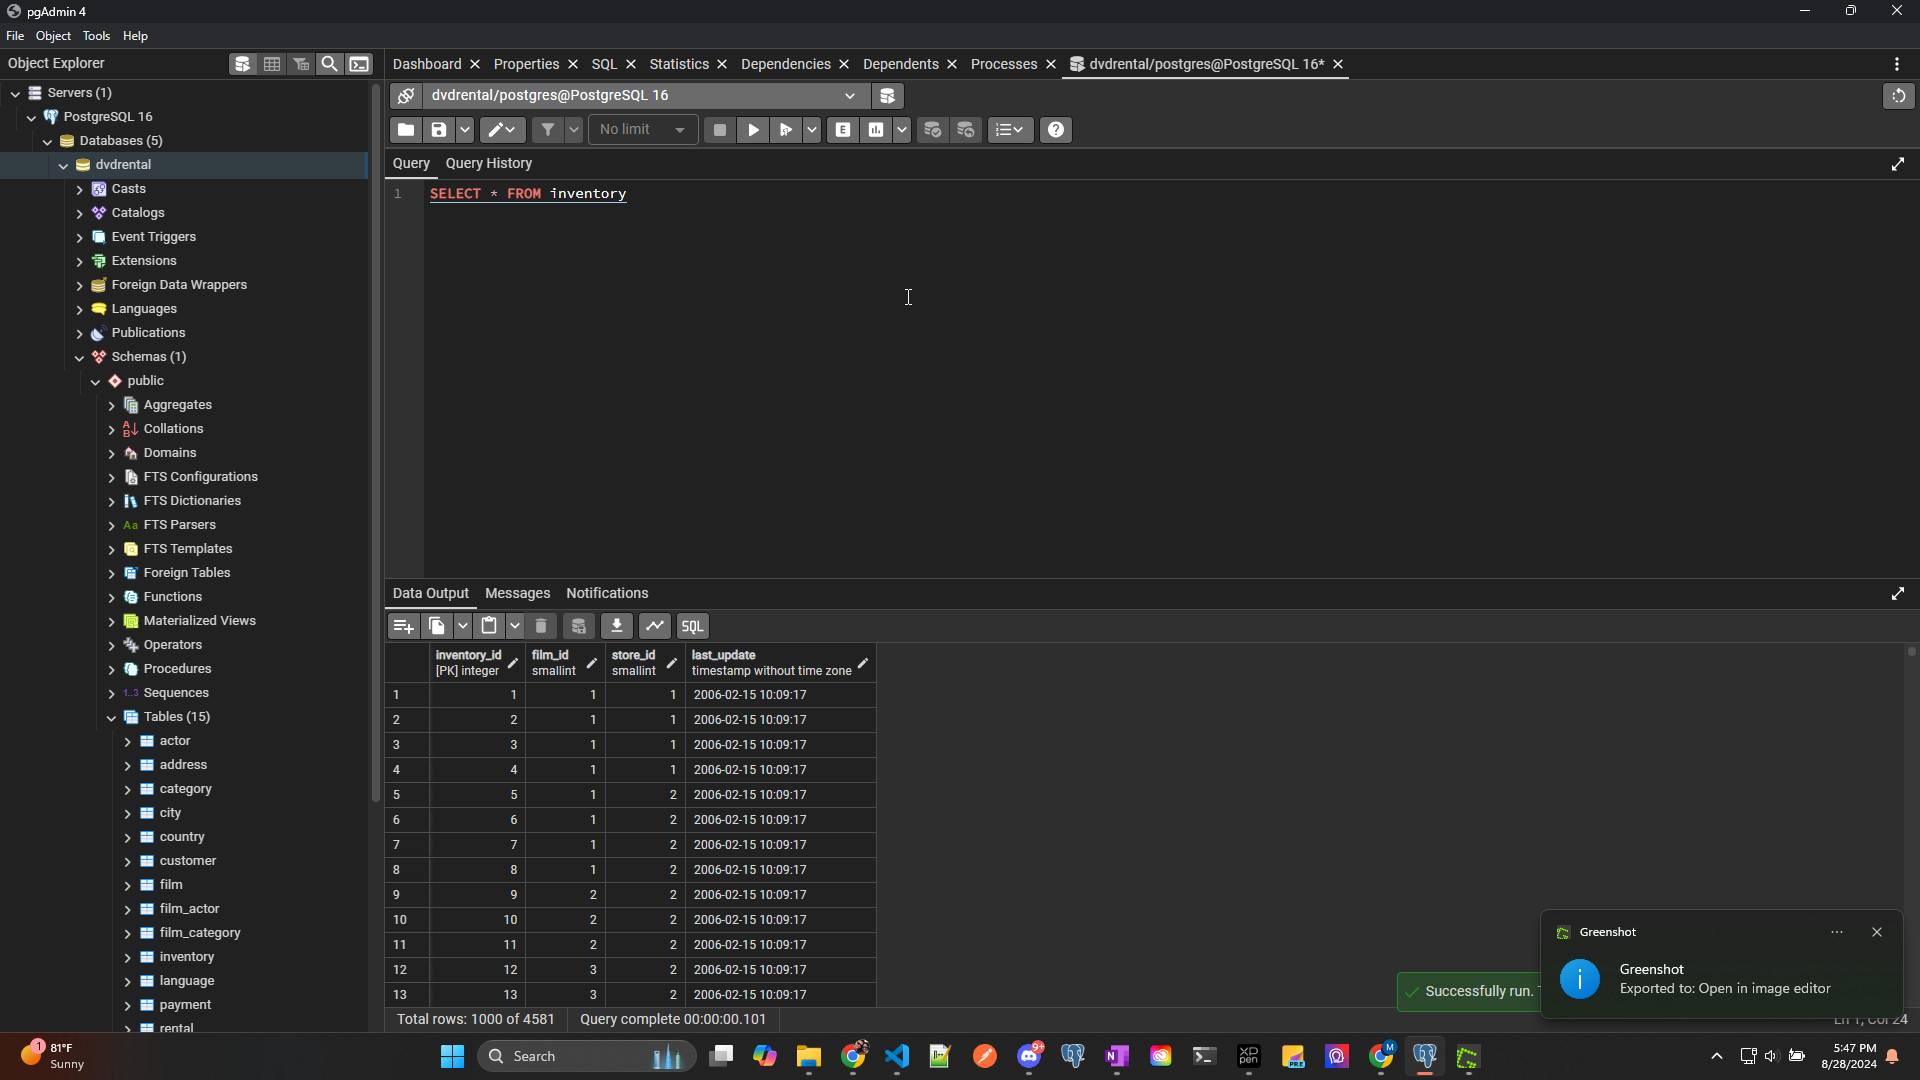 pgAdmin 4
File Object Tools Help
Object Explorer
Dashboard Properties SQL Statistics Dependencies Dependents Processes dvdrental/postgres@PostgreSQL 16*
Servers (1)
dvdrental/postgres@PostgreSQL 16
PostgreSQL 16
Databases (5)
No limit
E
dvdrental
Query Query History
Casts
1 SELECT * FROM inventory
Catalogs
Event Triggers
Extensions
Foreign Data Wrappers
Languages
Publications
Schemas (1)
public
Aggregates
Collations
Domains
FTS Configurations
FTS Dictionaries
Aa FTS Parsers
FTS Templates
Foreign Tables
Functions
Materialized Views
Operators
Procedures
1..3 Sequences
Tables (15)
actor
address
category
city
country
customer
film
film_actor
film_category
inventory
language
payment
rental
Data Output Messages Notifications
SQL
inventory_id film_id store_id last_update
[PK] integer smallint smallint timestamp without time zone
1 1 1 1 2006-02-15 10:09:17
2 2 1 1 2006-02-15 10:09:17
3 3 1 1 2006-02-15 10:09:17
4 4 1 1 2006-02-15 10:09:17
5 5 1 2 2006-02-15 10:09:17
6 6 1 2 2006-02-15 10:09:17
7 7 1 2 2006-02-15 10:09:17
8 8 1 2 2006-02-15 10:09:17
9 9 2 2 2006-02-15 10:09:17
10 10 2 2 2006-02-15 10:09:17
11 11 2 2 2006-02-15 10:09:17
12 12 3 2 2006-02-15 10:09:17
13 13 3 2 2006-02-15 10:09:17
Total rows: 1000 of 4581 Query complete 00:00:00.101
Successfully run.
Greenshot
Greenshot
Exported to: Open in image editor
Ln 1, Col 24
1
81°F
Sunny
Search
9+
XP
pen
PRE
M
5:47 PM
8/28/2024